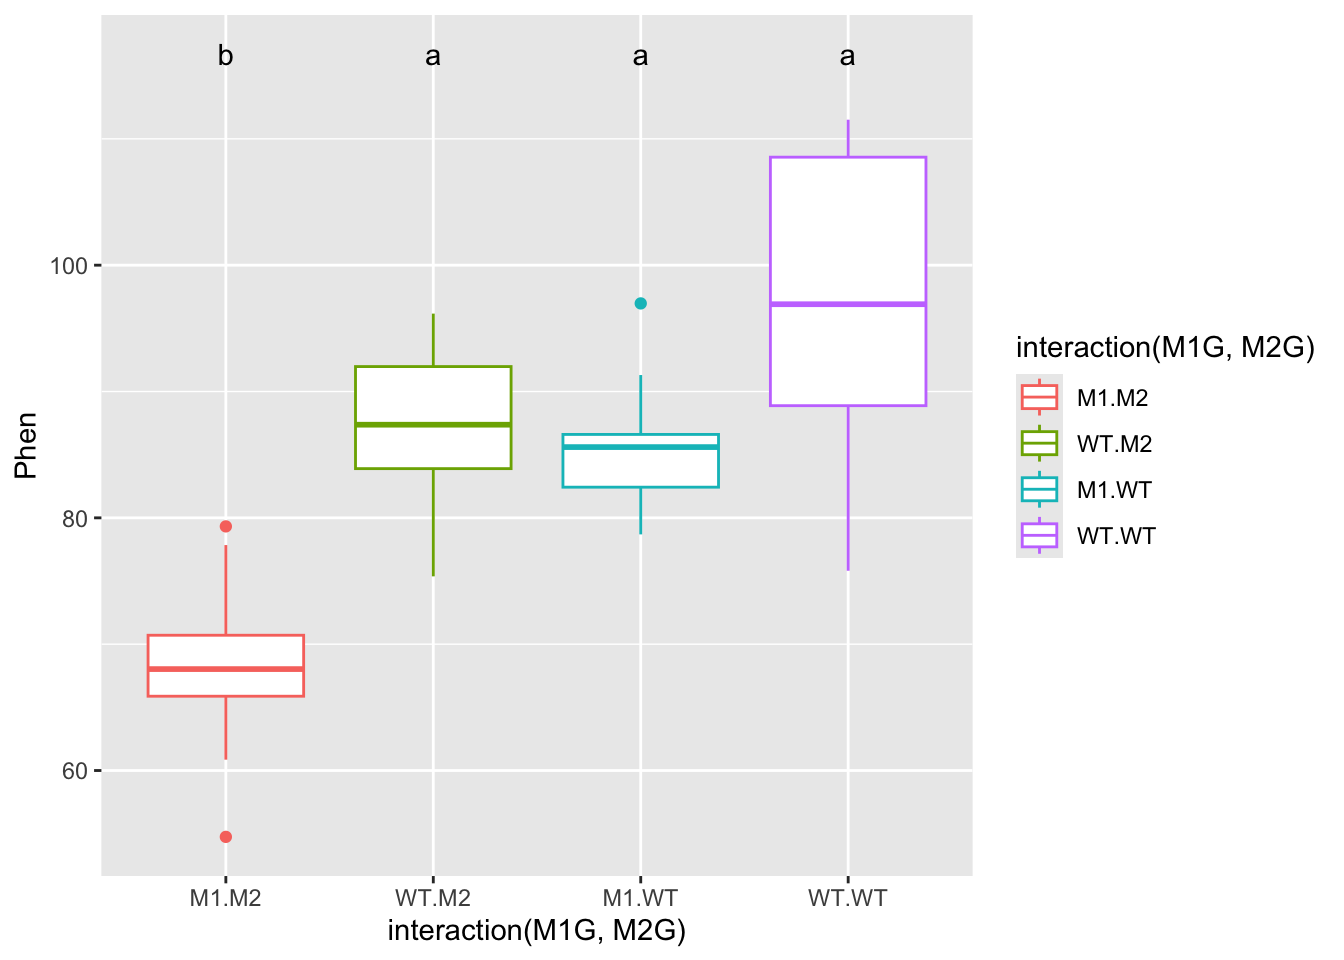 b a a a
100
80
60
Phen
M1.M2 WT.M2 M1.WT WT.WT
interaction(M1G, M2G)
interaction(M1G, M2G)
M1.M2
WT.M2
M1.WT
WT.WT